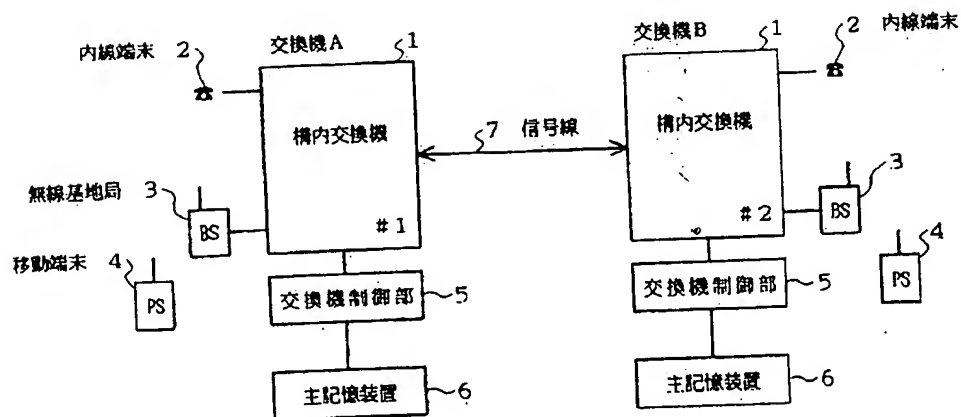 交換機A
交換機B
内線端末 2
1
1
2 内線端末
構内交換機
7 信号線
構内交換機
無線基地局
3
BS
#1
#2
3
BS
移動端末
4
PS
4
PS
交換機制御部 5
交換機制御部 5
主記憶装置 6
主記憶装置 6